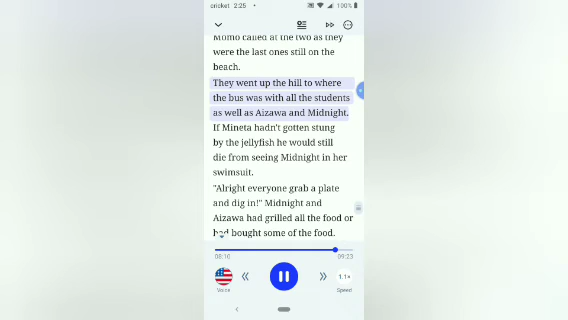 cricket 2:25
100%
Momo called at the two as they
were the last ones still on the
beach.
They went up the hill to where
the bus was with all the students
as well as Aizawa and Midnight.
If Mineta hadn't gotten stung
by the jellyfish he would still
die from seeing Midnight in her
swimsuit.
"Alright everyone grab a plate
and dig in!" Midnight and
Aizawa had grilled all the food or
had bought some of the food.
08:16 09:23
1.1×
Voice Speed